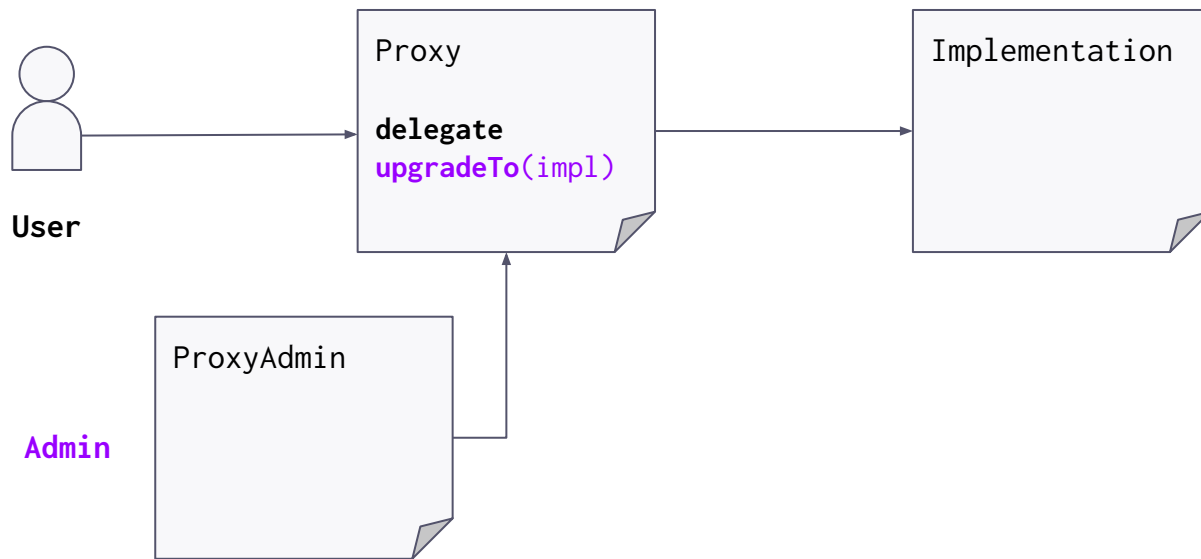 Proxy
delegate
upgradeTo(impl)
Implementation
User
ProxyAdmin
Admin